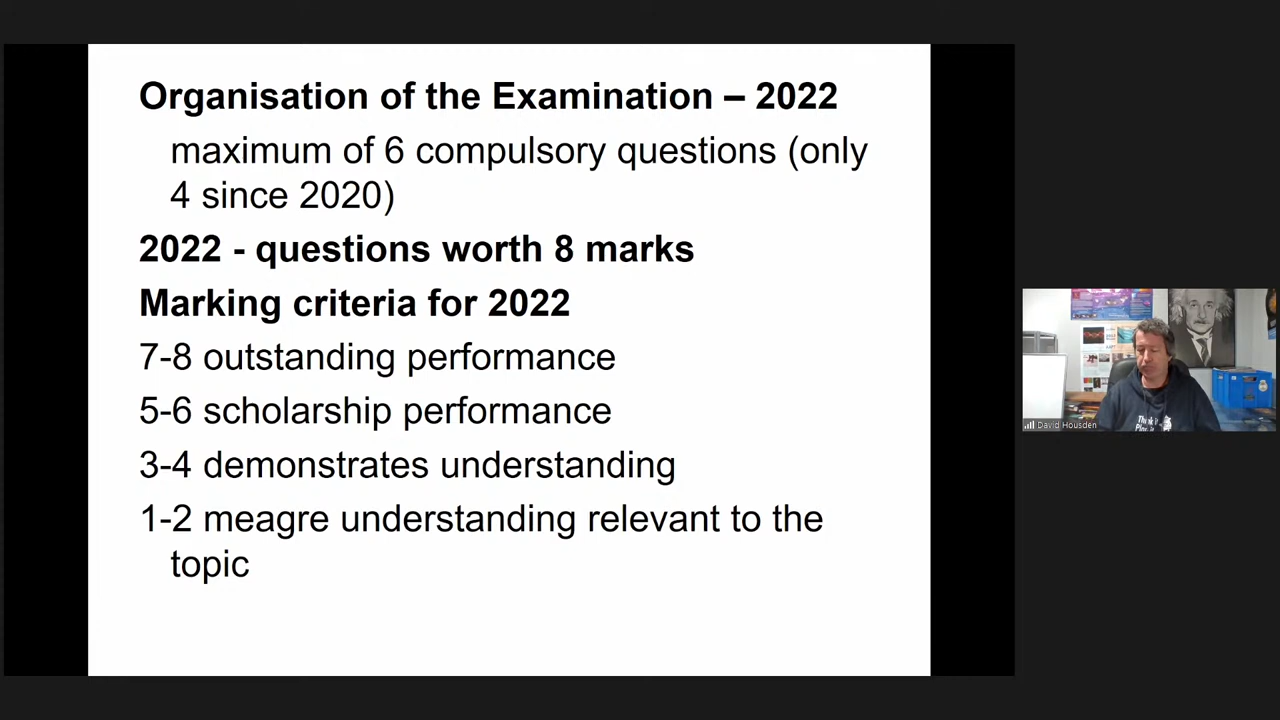 Organisation of the Examination – 2022
maximum of 6 compulsory questions (only
4 since 2020)
2022 - questions worth 8 marks
Marking criteria for 2022
7-8 outstanding performance
5-6 scholarship performance
3-4 demonstrates understanding
1-2 meagre understanding relevant to the
topic
David Housden